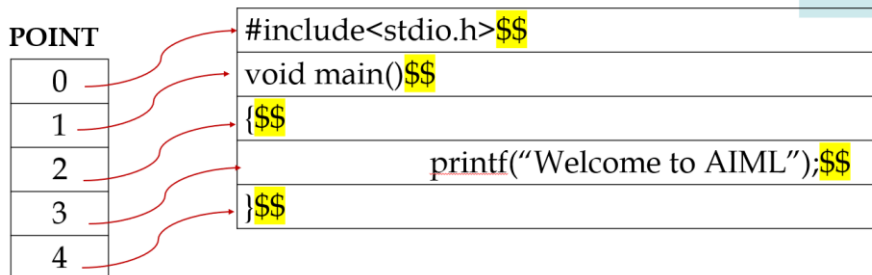 POINT
0
1
2
3
4
#include<stdio.h>$$
void main()$$
{$$
printf(“Welcome to AIML”);$$
}$$